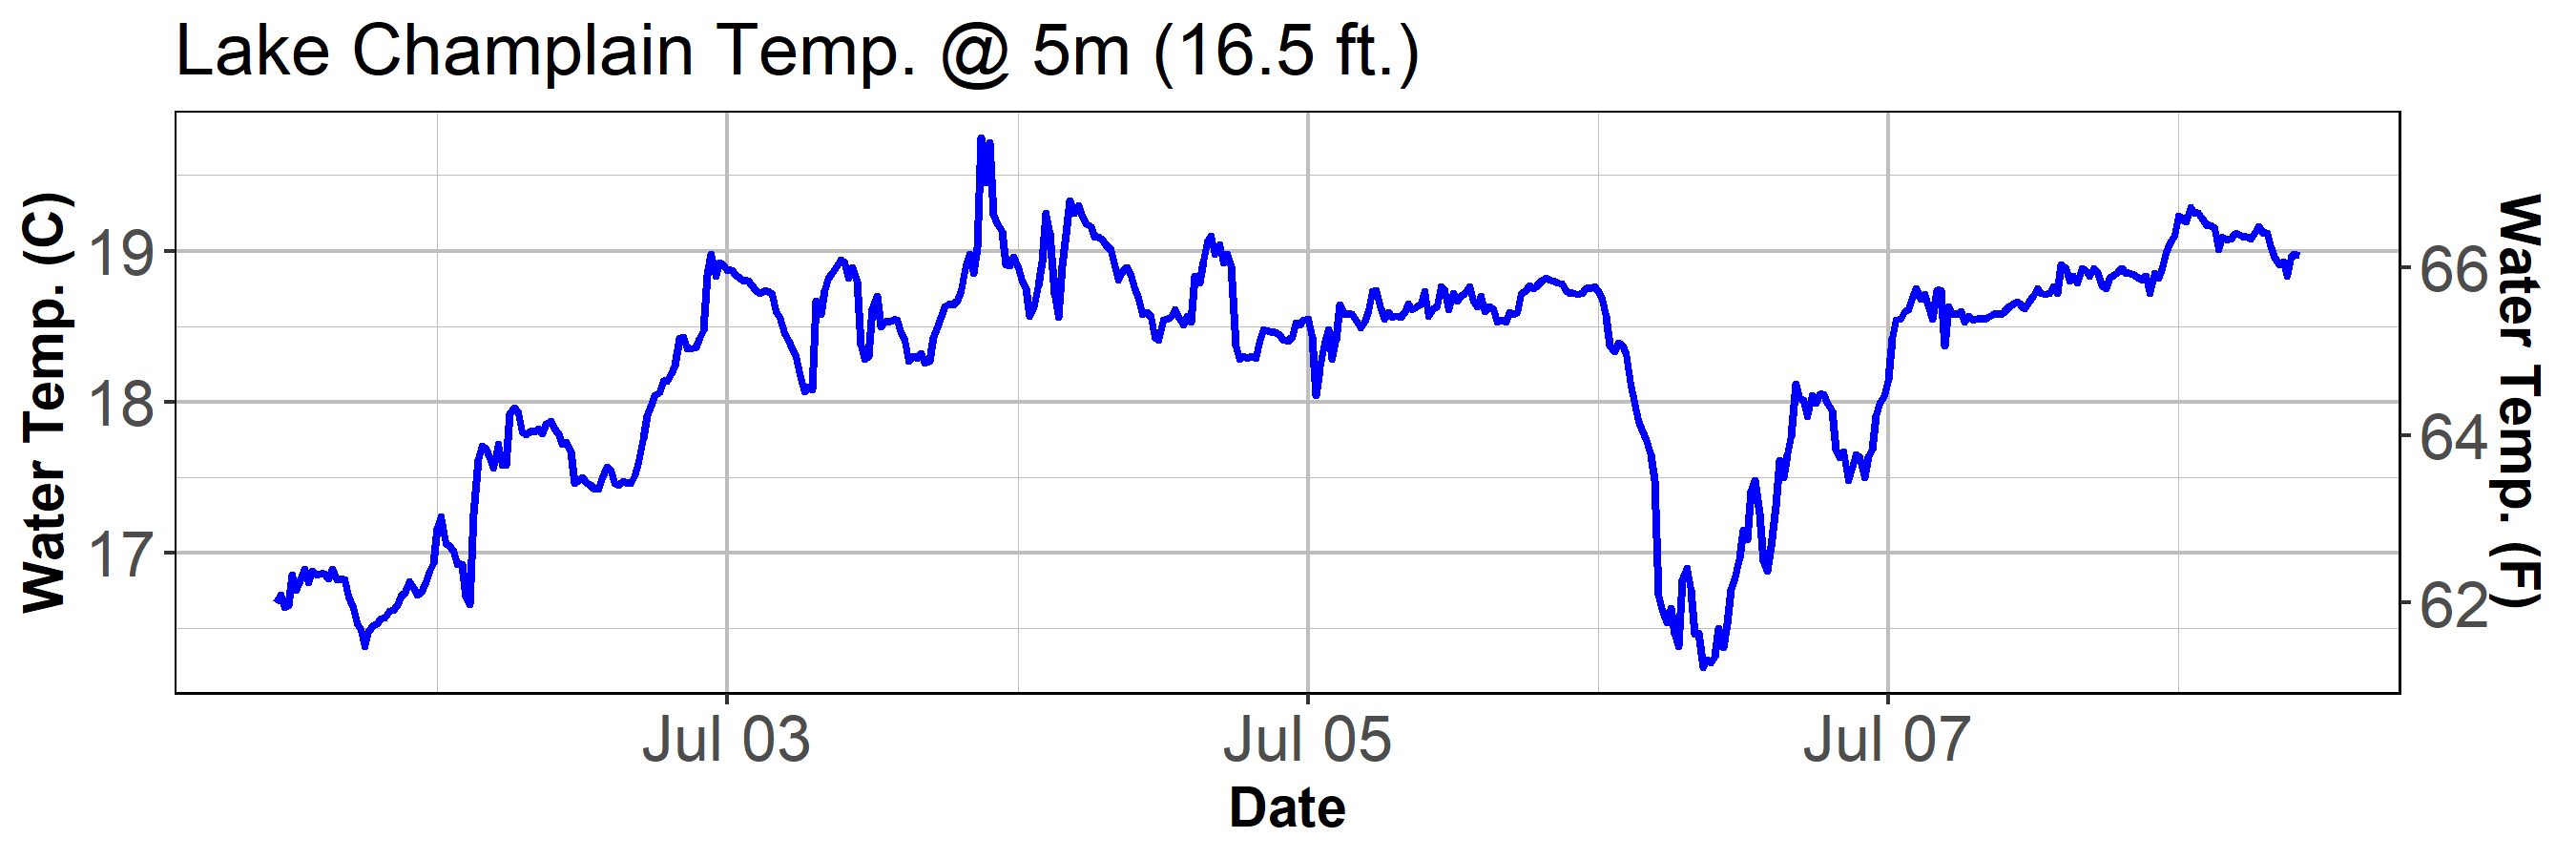 Lake Champlain Temp. @ 5m (16.5 ft.)
Water Temp. (C)
19
18
17
66
64
62
Water Temp. (F)
Jul 03 Jul 05 Jul 07
Date